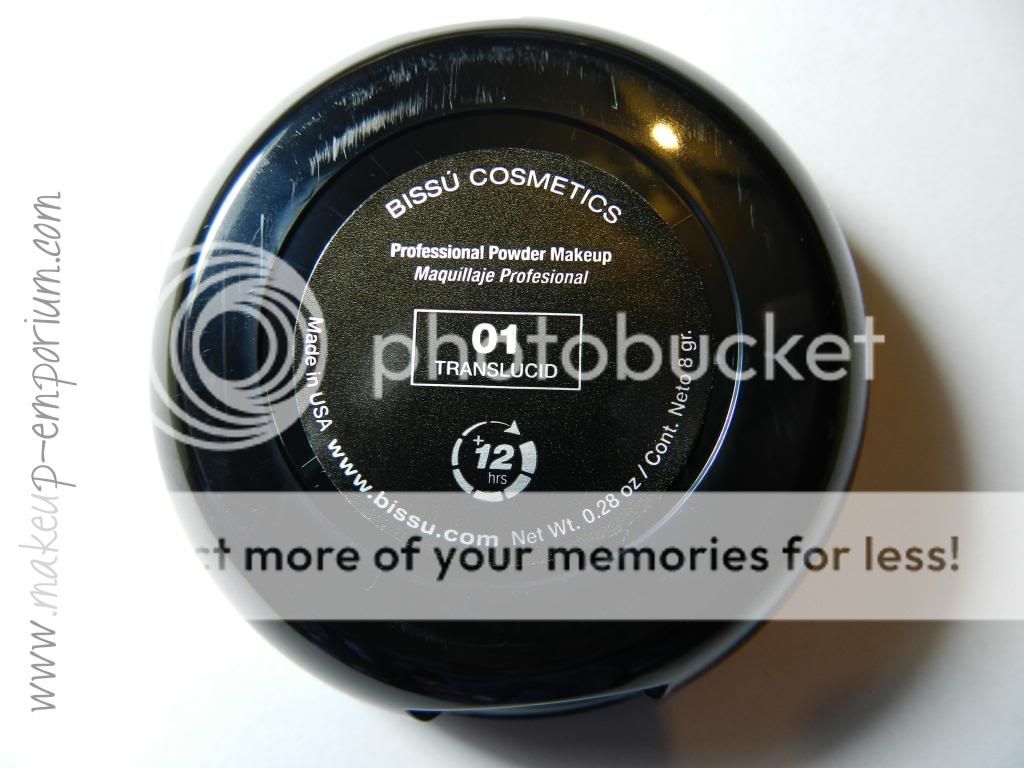 BISSÚ COSMETICS
Professional Powder Makeup
Maquillaje Profesional
01
TRANSLUCID
+12
hrs
Made in USA www.bissu.com Net Wt. 0.28 oz / Cont. Neto 8 gr.
www.makeup-emporium.com
photobucket
more of your memories for less!